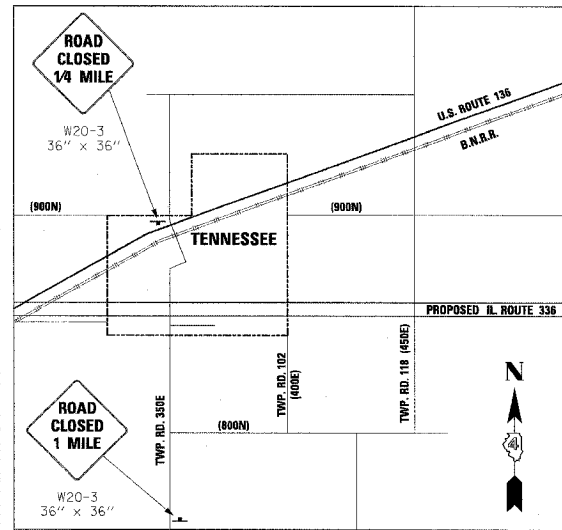 ROAD
CLOSED
1/4 MILE
W20-3
36" x 36"
U.S. ROUTE 136
B.N.R.R.
(900N)
(900N)
TENNESSEE
PROPOSED IL. ROUTE 336
TWP. RD. 350E
TWP. RD. 102
(400E)
TWP. RD. 118 (450E)
N
4
(800N)
ROAD
CLOSED
1 MILE
W20-3
36" x 36"